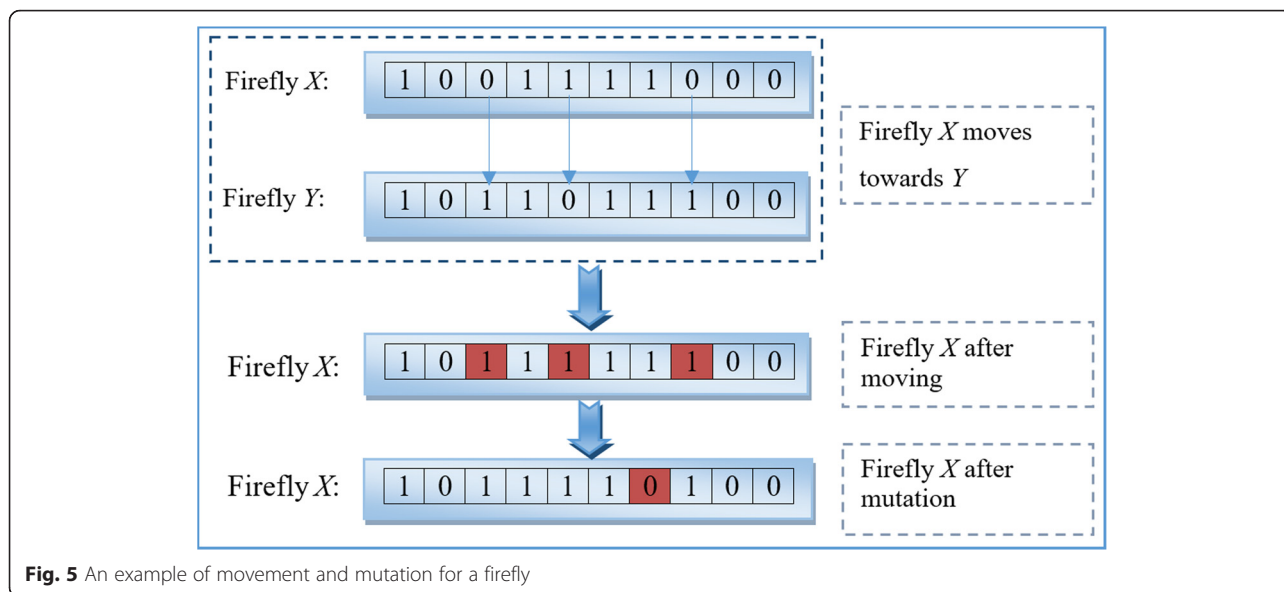 Firefly X: 1 0 0 1 1 1 1 0 0 0
Firefly X moves
towards Y
Firefly Y: 1 0 1 1 0 1 1 1 0 0
Firefly X: 1 0 1 1 1 1 1 1 0 0
Firefly X after
moving
Firefly X: 1 0 1 1 1 1 0 1 0 0
Firefly X after
mutation
Fig. 5 An example of movement and mutation for a firefly